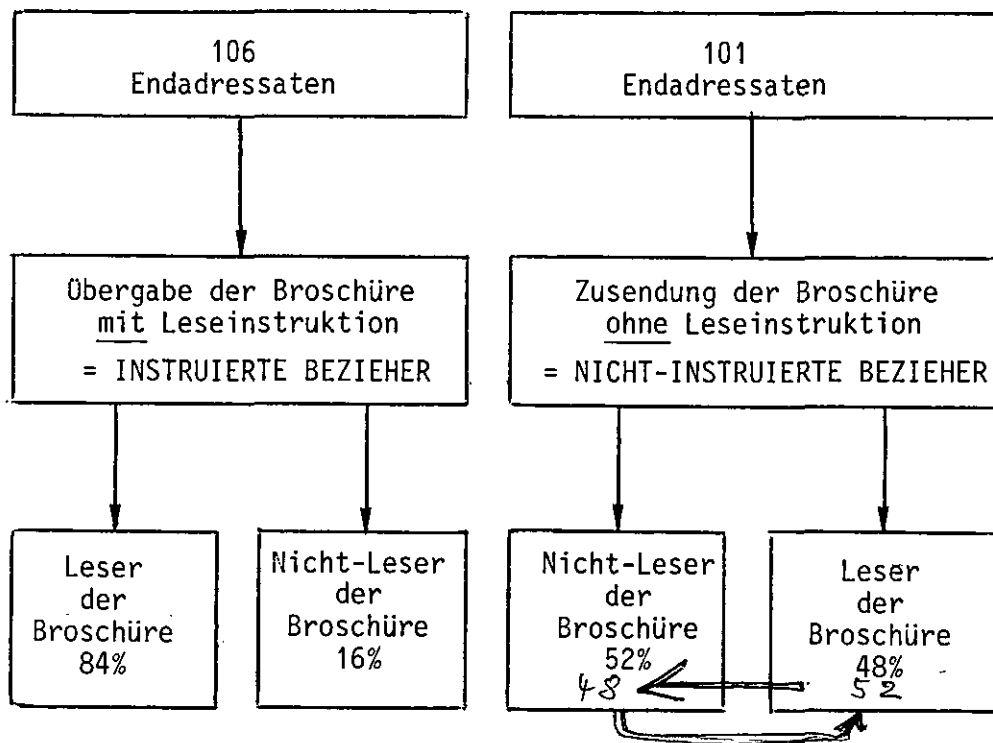 106
Endadressaten
101
Endadressaten
Übergabe der Broschüre
mit Leseinstruktion
= INSTRUIERTE BEZIEHER
Zusendung der Broschüre
ohne Leseinstruktion
= NICHT-INSTRUIERTE BEZIEHER
Leser
der
Broschüre
84%
Nicht-Leser
der
Broschüre
16%
Nicht-Leser
der
Broschüre
52%
48
Leser
der
Broschüre
48%
52